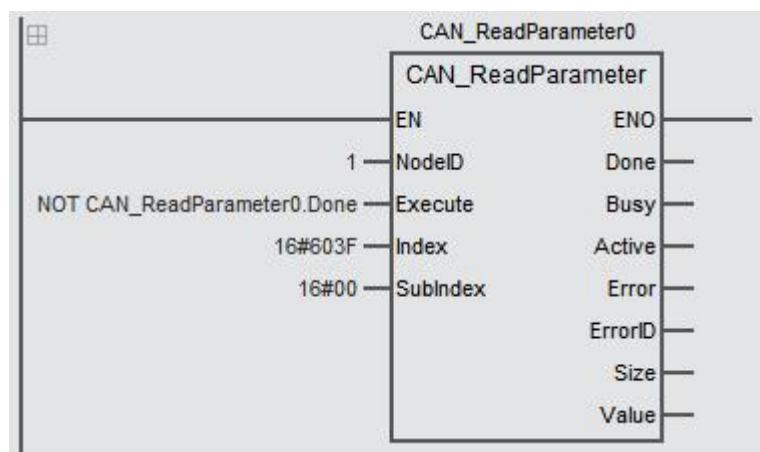 CAN_ReadParameter0
CAN_ReadParameter
EN ENO
1 NodeID Done
NOT CAN_ReadParameter0.Done Execute Busy
16#603F Index Active
16#00 SubIndex Error
ErrorID
Size
Value